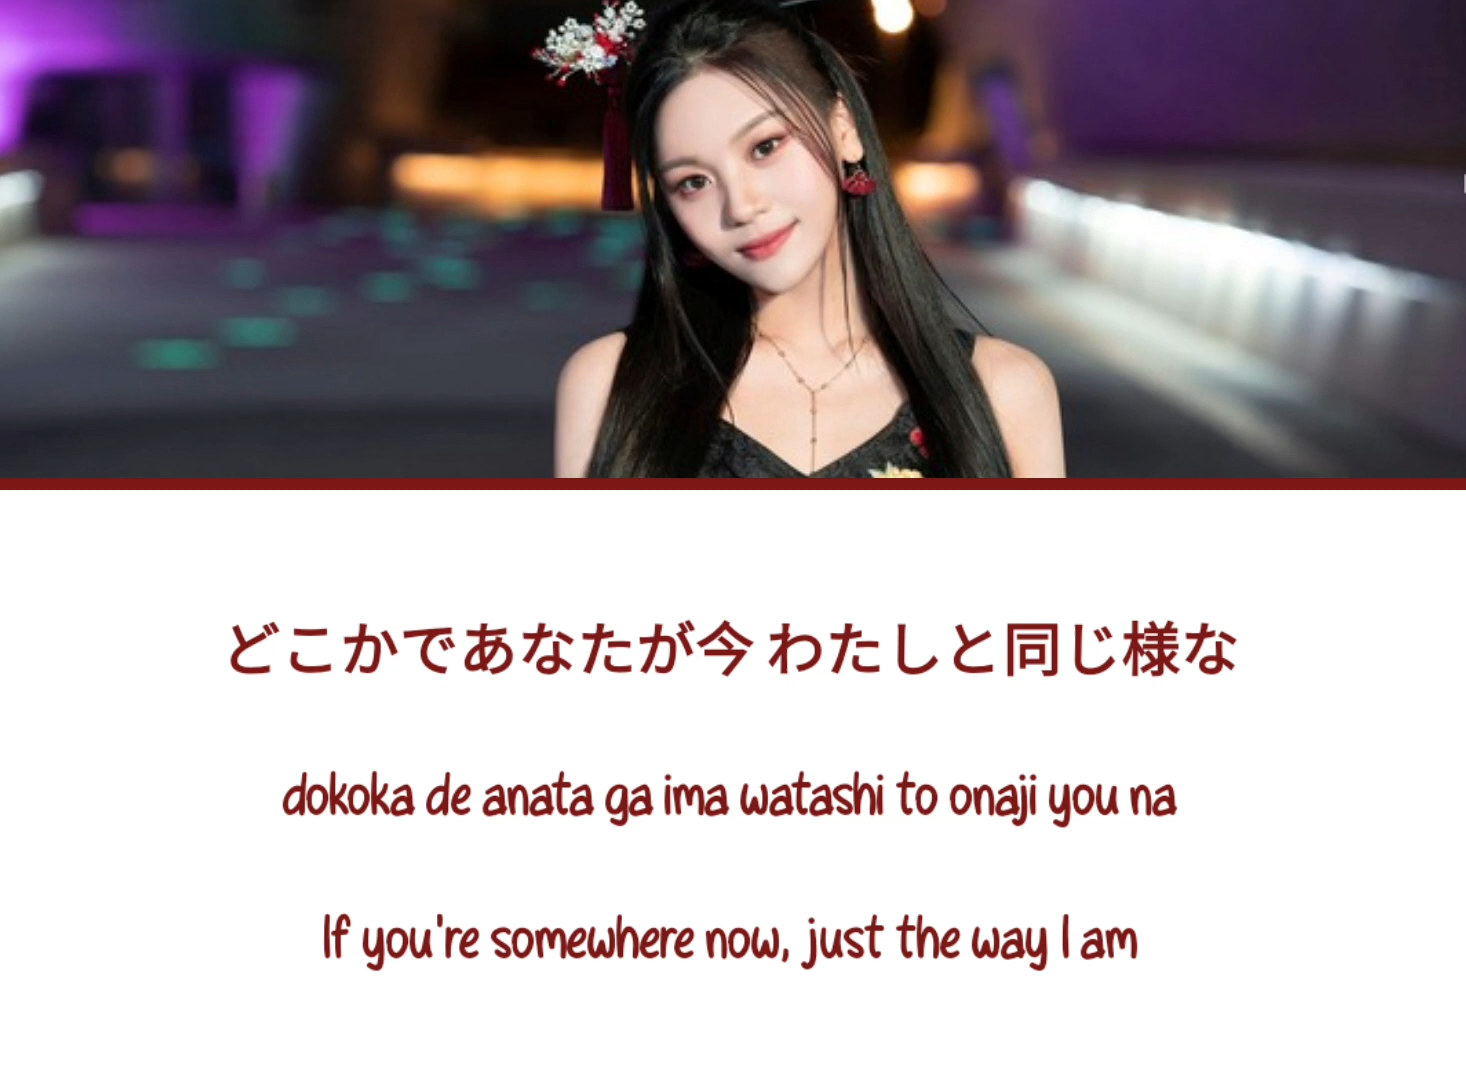 どこかであなたが今 わたしと同じ様な
dokoka de anata ga ima watashi to onaji you na
If you're somewhere now, just the way I am